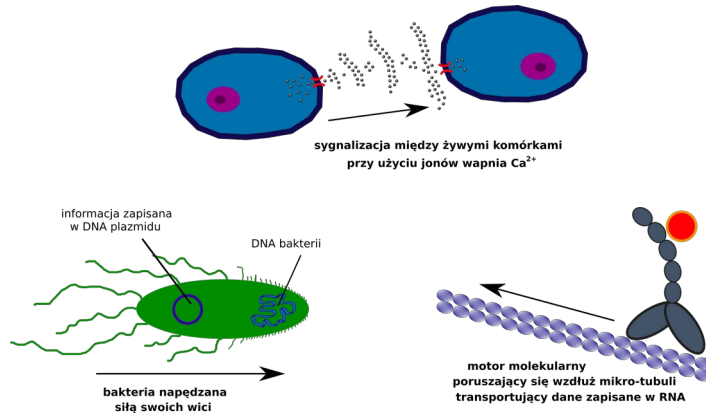 sygnalizacja między żywymi komórkami
przy użyciu jonów wapnia Ca²⁺
informacja zapisana
w DNA plazmidu
DNA bakterii
bakteria napędzana
siłą swoich wici
motor molekularny
poruszający się wzdłuż mikro-tubuli
transportujący dane zapisane w RNA